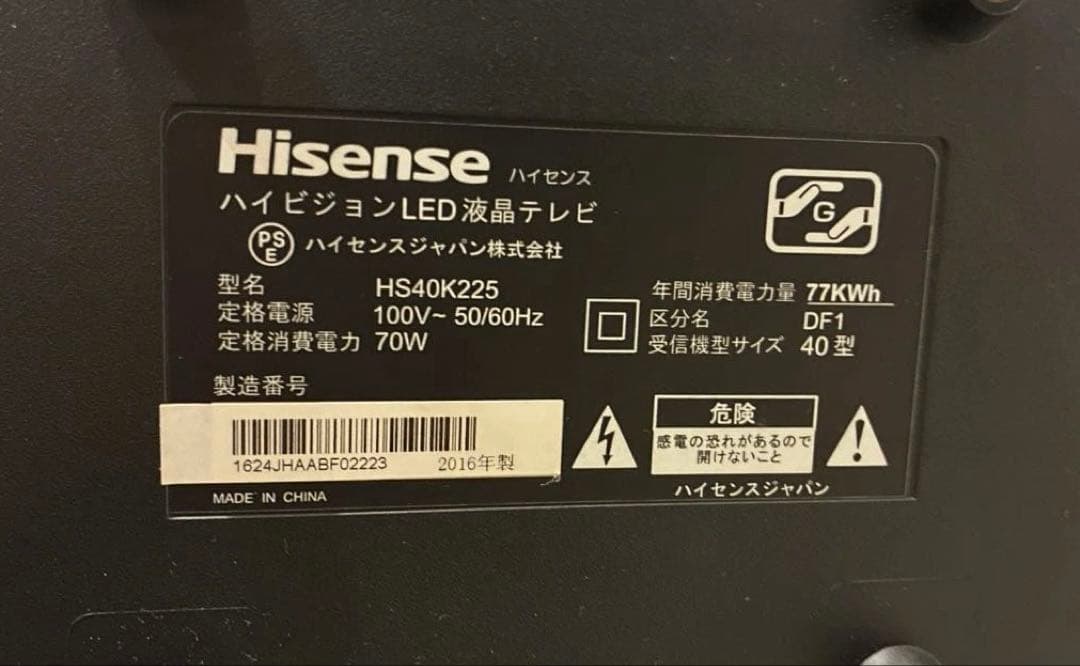 Hisense ハイセンス
ハイビジョンLED液晶テレビ
PSE ハイセンスジャパン株式会社
G
型名 HS40K225
定格電源 100V~ 50/60Hz
定格消費電力 70W
年間消費電力量 77KWh
区分名 DF1
受信機型サイズ 40型
製造番号
1624JHAABF02223 2016年製
MADE IN CHINA
危険
感電の恐れがあるので
開けないこと
!
ハイセンスジャパン